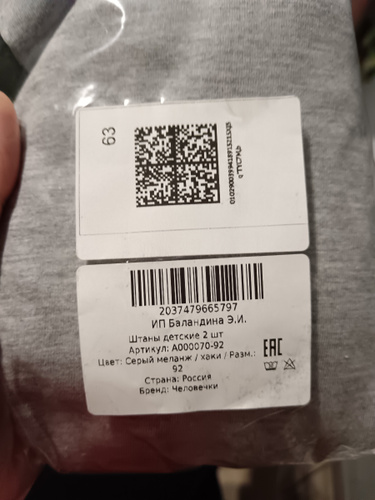 63
2037479665797
ИП Баландина Э.И.
Штаны детские 2 шт
Артикул: А000070-92
Цвет: Серый меланж / хаки / Разм.:
92
Страна: Россия
Бренд: Человечки
EAC